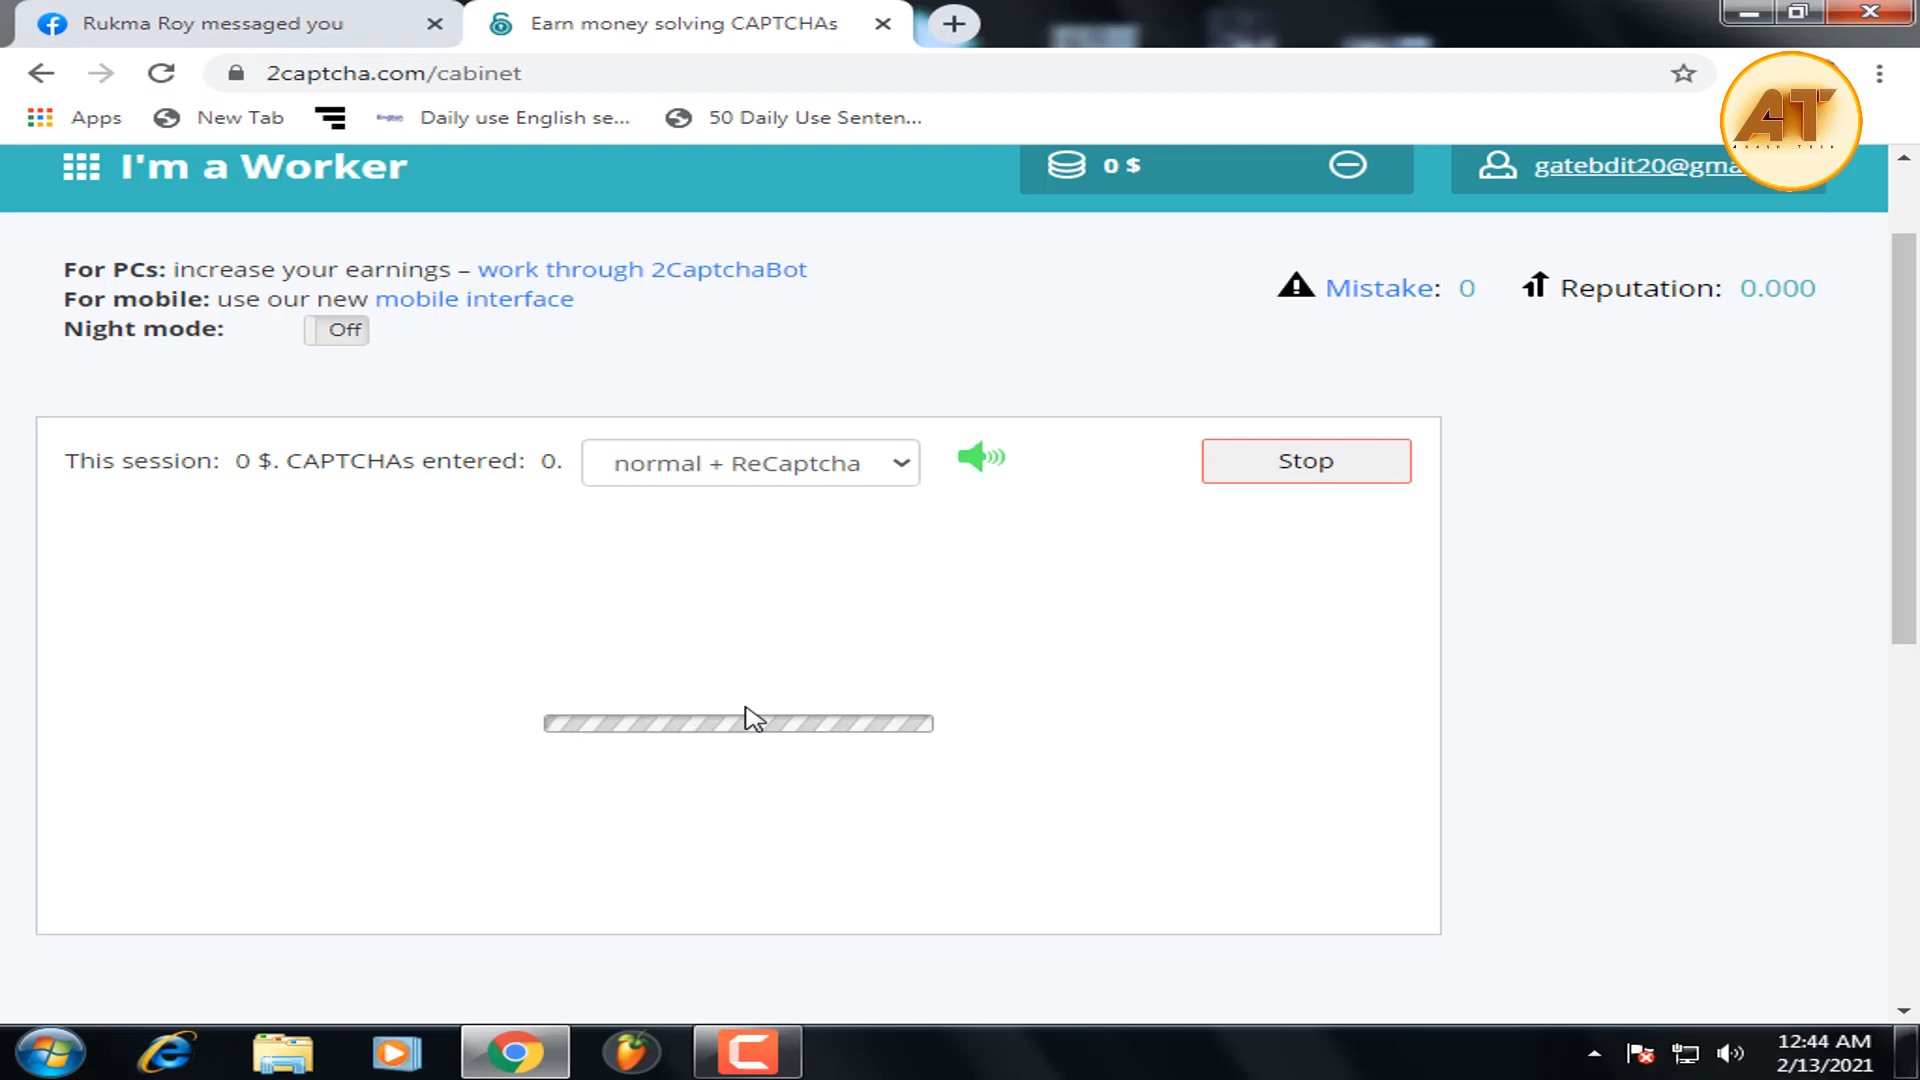 Rukma Roy messaged you
Earn money solving CAPTCHAs
2captcha.com/cabinet
Apps
New Tab
Daily use English se...
50 Daily Use Senten...
AT
I'm a Worker
0 $
gatebdit20@gma
For PCs: increase your earnings – work through 2CaptchaBot
For mobile: use our new mobile interface
Night mode: Off
Mistake: 0
Reputation: 0.000
This session: 0 $. CAPTCHAs entered: 0.
normal + ReCaptcha
Stop
12:44 AM
2/13/2021